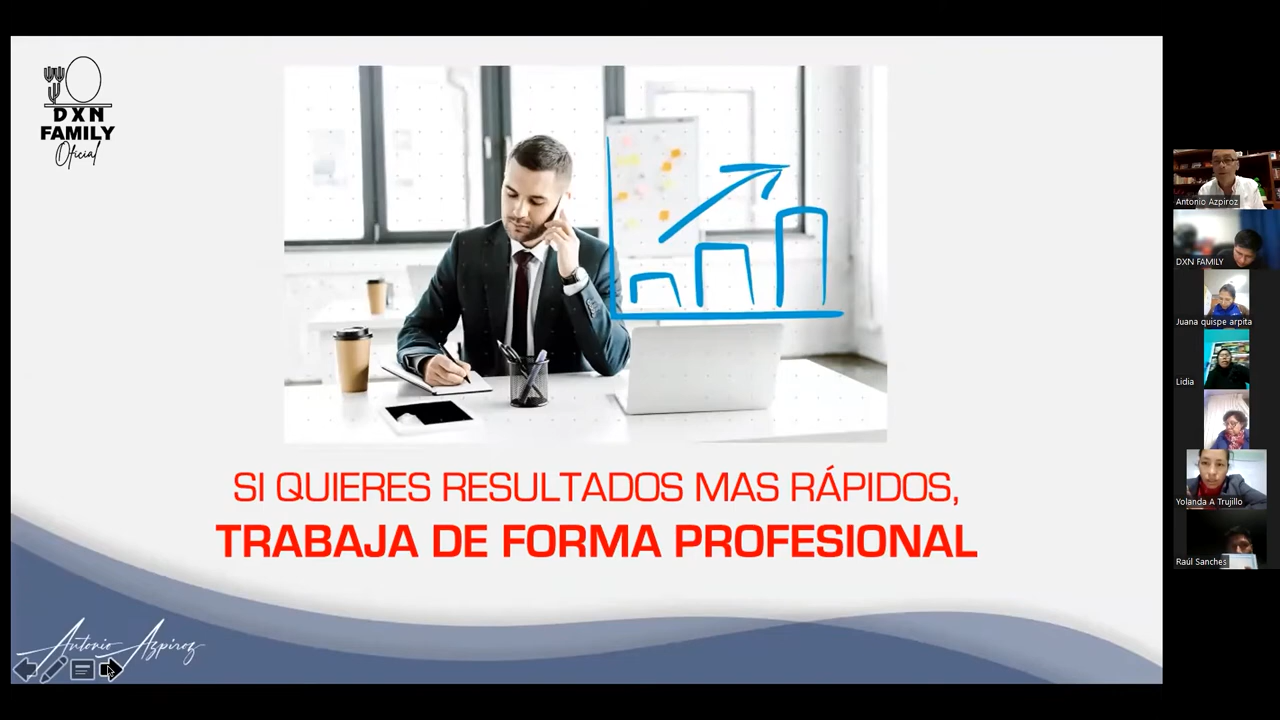 DXN
FAMILY
Oficial
SI QUIERES RESULTADOS MAS RÁPIDOS,
TRABAJA DE FORMA PROFESIONAL
Antonio Azpiroz
Antonio Azpiroz
DXN FAMILY
Juana quispe arpita
Lidia
Yolanda A Trujillo
Raúl Sanches